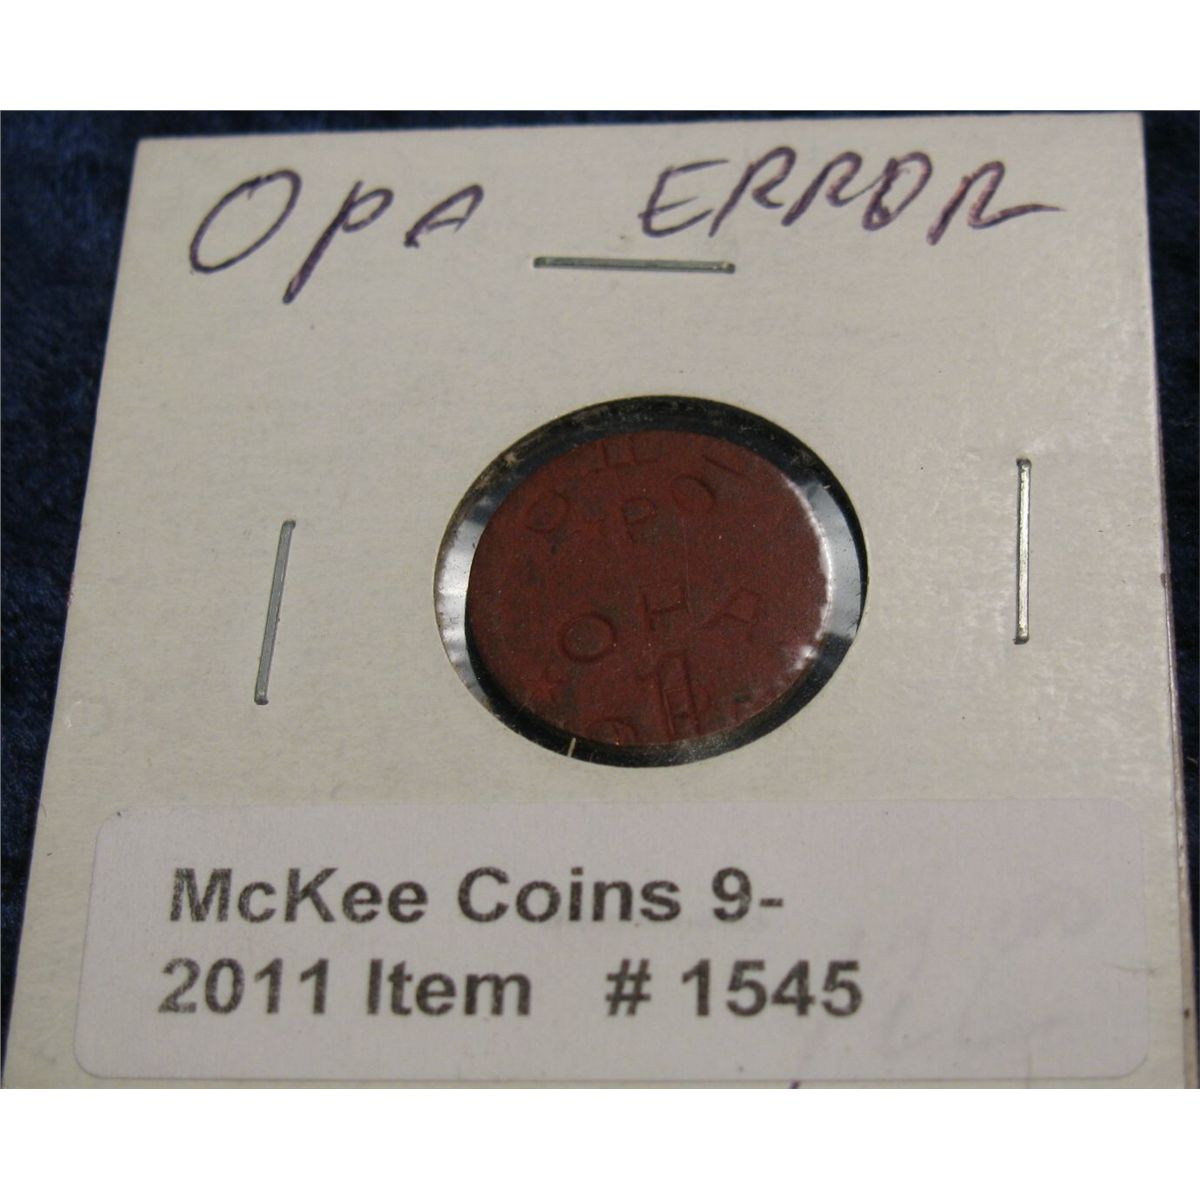 OPA ERROR
McKee Coins 9-
2011 Item # 1545